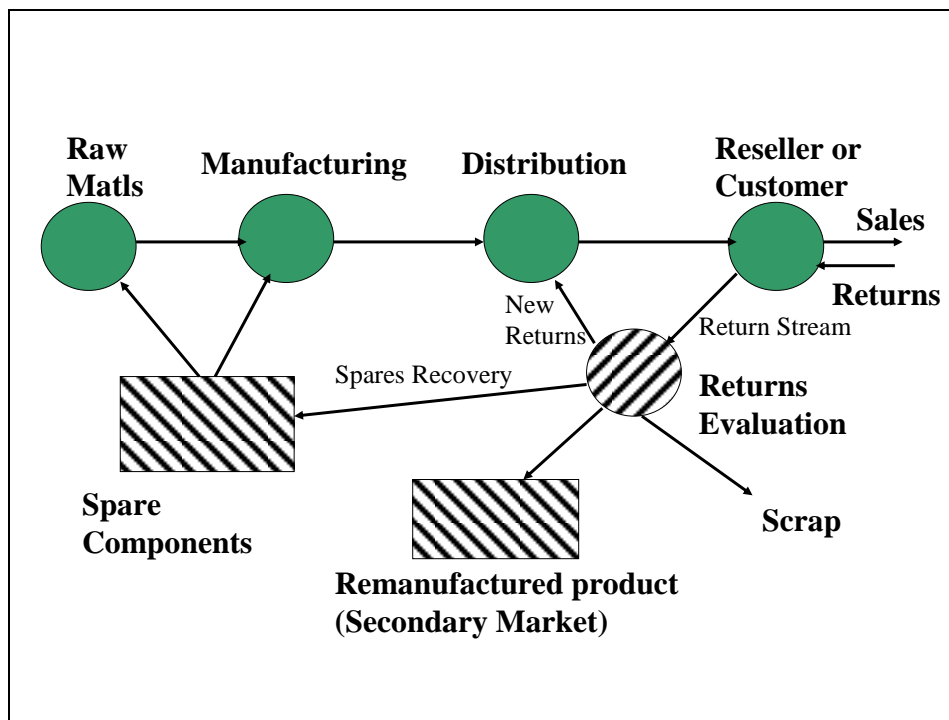 Raw
Matls
Manufacturing
Distribution
Reseller or
Customer
Sales
Returns
New
Returns
Return Stream
Spares Recovery
Returns
Evaluation
Spare
Components
Scrap
Remanufactured product
(Secondary Market)